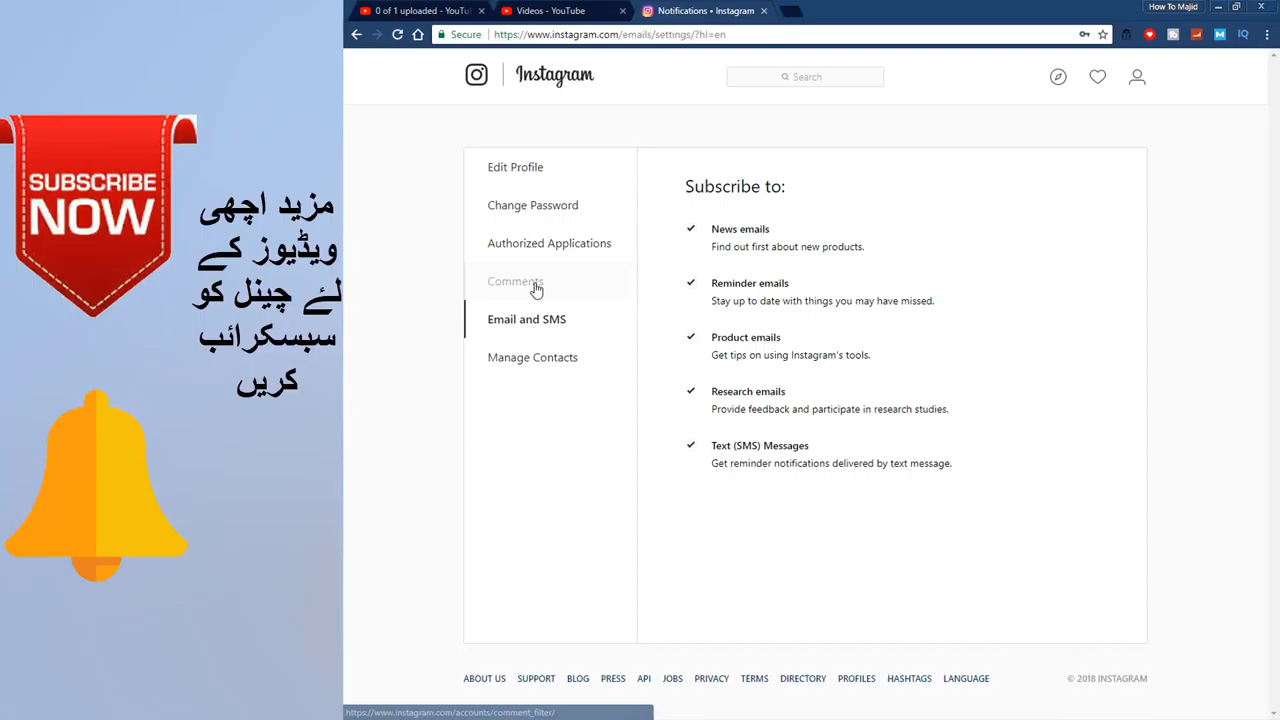 0 of 1 uploaded - YouTu
Videos - YouTube
Notifications • Instagram
How To Majid
Secure
https://www.instagram.com/emails/settings/?hl=en
Instagram
Search
Edit Profile
Change Password
Authorized Applications
Comments
Email and SMS
Manage Contacts
Subscribe to:
News emails
Find out first about new products.
Reminder emails
Stay up to date with things you may have missed.
Product emails
Get tips on using Instagram's tools.
Research emails
Provide feedback and participate in research studies.
Text (SMS) Messages
Get reminder notifications delivered by text message.
ABOUT US SUPPORT BLOG PRESS API JOBS PRIVACY TERMS DIRECTORY PROFILES HASHTAGS LANGUAGE
© 2018 INSTAGRAM
https://www.instagram.com/accounts/comment_filter/
SUBSCRIBE
NOW
مزید اچھی
ویڈیوز کے
لئے چینل کو
سبسکرائب
کریں